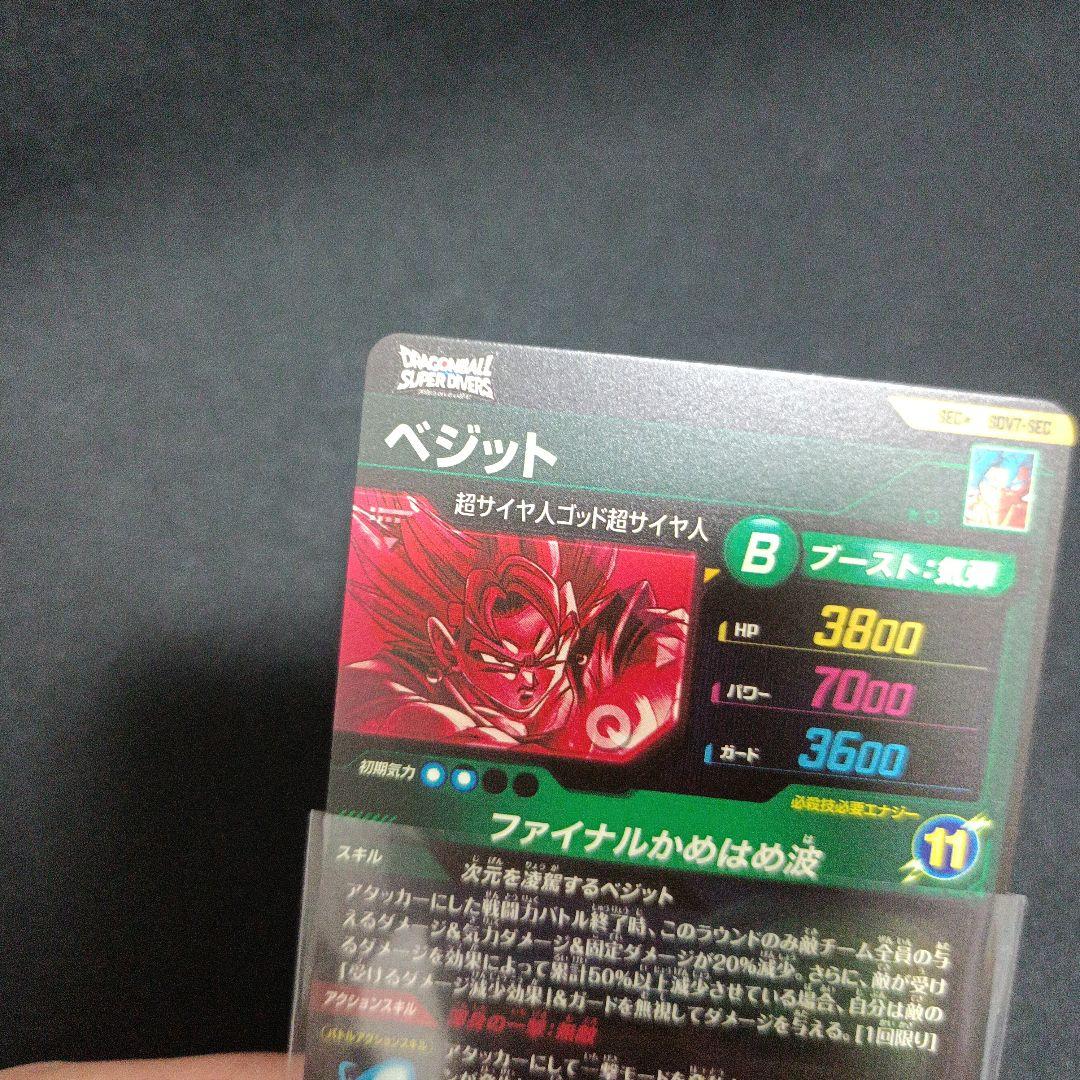 DRAGONBALL
SUPER DIVERS
SEC★ SDV7-SEC
ベジット
超サイヤ人ゴッド超サイヤ人
B ブースト:気弾
HP 3800
パワー 7000
ガード 3600
Q
初期気力
必殺技必要エナジー
ファイナルかめはめ波
11
スキル
次元を凌駕するベジット
アタッカーにした戦闘力バトル終了時、このラウンドのみ敵チーム全員の与
えるダメージ&気力ダメージ&固定ダメージが20%減少。さらに、敵が受け
るダメージを効果によって累計50%以上減少させている場合、自分は敵の
「受けるダメージ減少効果」&ガードを無視してダメージを与える。[1回限り]
アクションスキル
の一撃:無敵
バトルアクションスキル
アタッカーにして一撃モードを